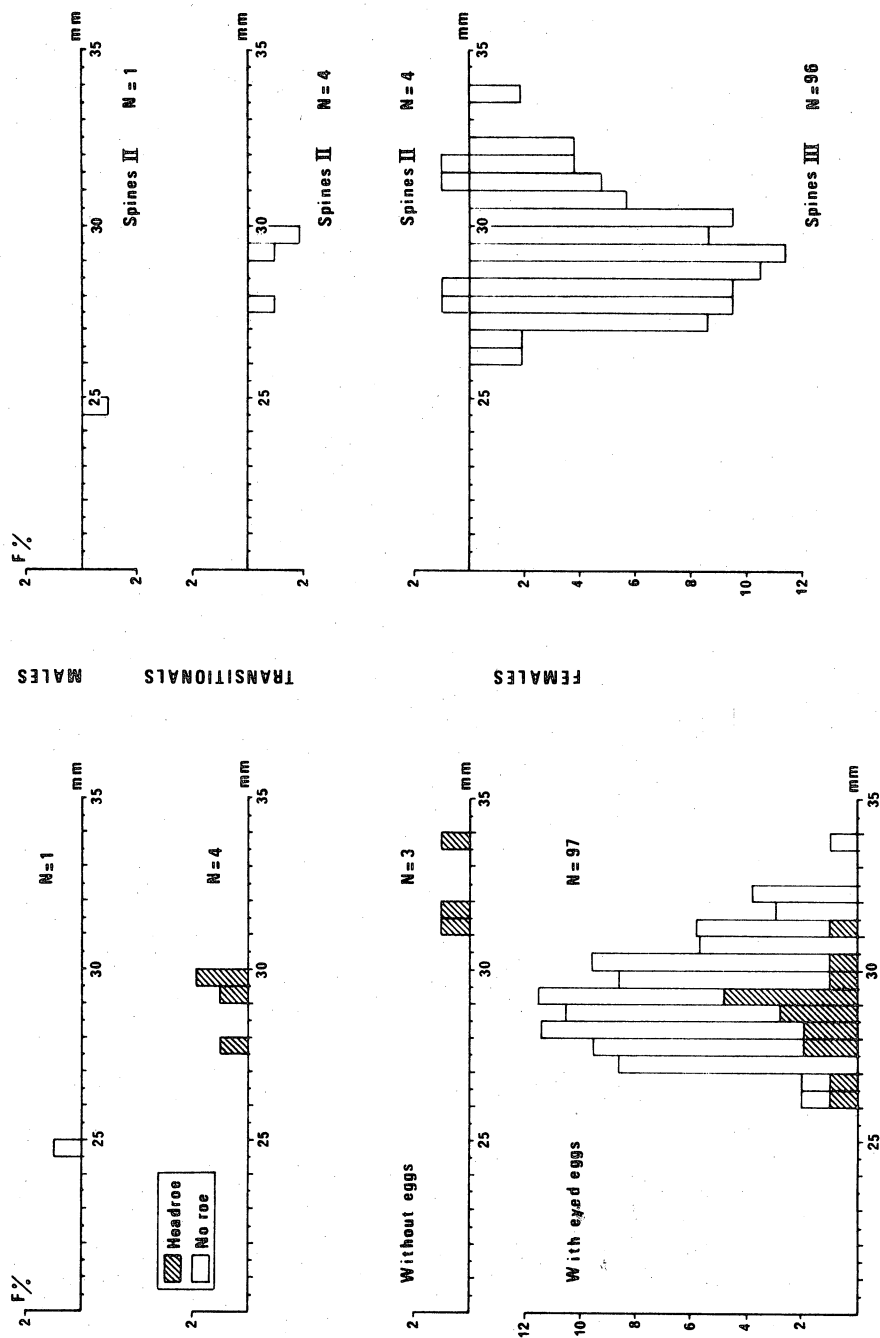 F%
2
25
30
35
mm
N=1
MALES
F%
2
2
25
30
35
mm
Spines II N=1
Headroe
No roe
2
25
30
35
mm
N=4
TRANSITIONALS
2
2
25
30
35
mm
Spines II N=4
Without eggs
2
25
30
35
mm
N=3
With eyed eggs
N=97
12
10
8
6
4
2
25
30
35
mm
FEMALES
Spines II N=4
2
2
4
6
8
10
12
25
30
35
mm
Spines III N=96